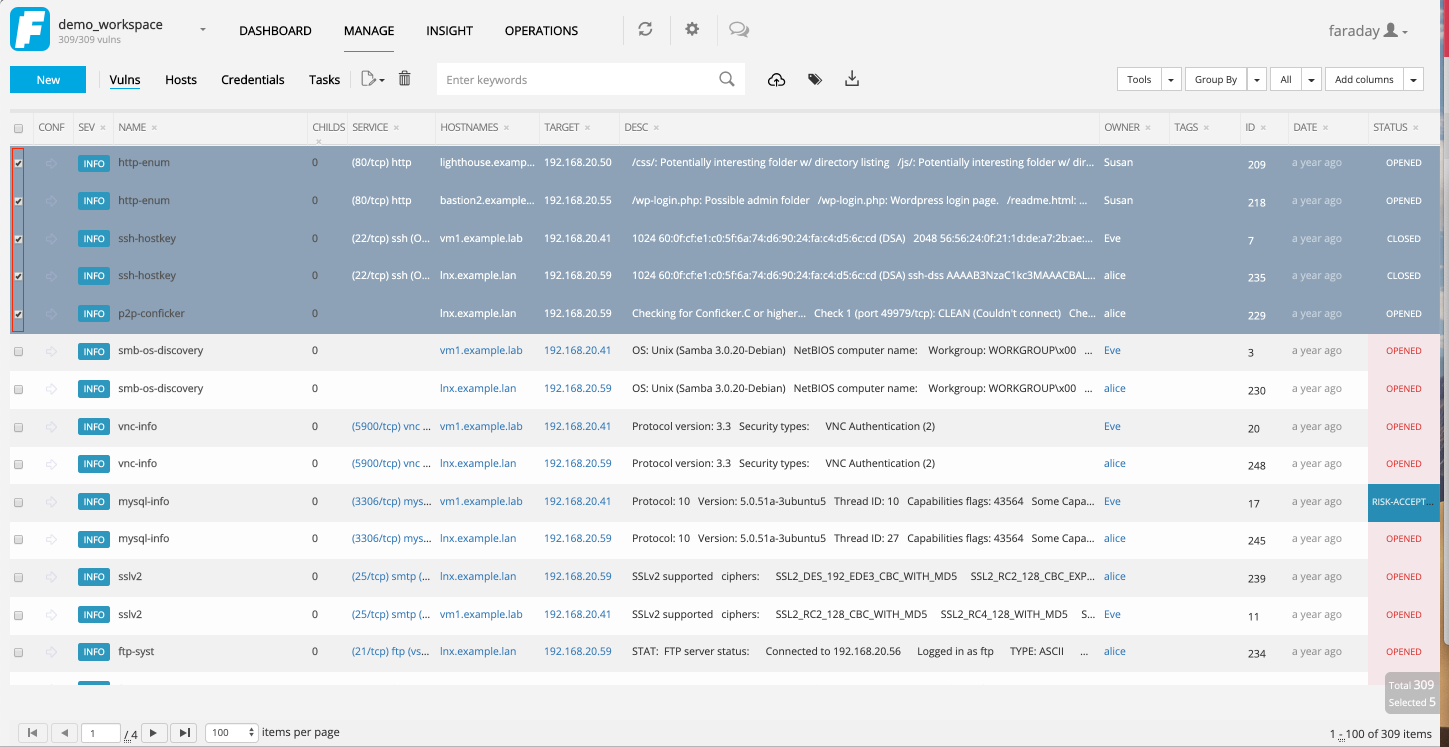 demo_workspace
309/309 vulns
DASHBOARD MANAGE INSIGHT OPERATIONS
faraday
New Vulns Hosts Credentials Tasks Enter keywords Tools Group By All Add columns
CONF SEV × NAME × CHILDS × SERVICE × HOSTNAMES × TARGET × DESC × OWNER × TAGS × ID × DATE × STATUS ×
INFO http-enum 0 (80/tcp) http lighthouse.examp... 192.168.20.50 /css/: Potentially interesting folder w/ directory listing /js/: Potentially interesting folder w/ dir... Susan 209 a year ago OPENED
INFO http-enum 0 (80/tcp) http bastion2.example... 192.168.20.55 /wp-login.php: Possible admin folder /wp-login.php: Wordpress login page. /readme.html: ... Susan 218 a year ago OPENED
INFO ssh-hostkey 0 (22/tcp) ssh (O... vm1.example.lab 192.168.20.41 1024 60:0f:cf:e1:c0:5f:6a:74:d6:90:24:fa:c4:d5:6c:cd (DSA) 2048 56:56:24:0f:21:1d:de:a7:2b:ae:... Eve 7 a year ago CLOSED
INFO ssh-hostkey 0 (22/tcp) ssh (O... lnx.example.lan 192.168.20.59 1024 60:0f:cf:e1:c0:5f:6a:74:d6:90:24:fa:c4:d5:6c:cd (DSA) ssh-dss AAAAB3NzaC1kc3MAAACBAL... alice 235 a year ago CLOSED
INFO p2p-conficker 0 lnx.example.lan 192.168.20.59 Checking for Conficker.C or higher... Check 1 (port 49979/tcp): CLEAN (Couldn't connect) Che... alice 229 a year ago OPENED
INFO smb-os-discovery 0 vm1.example.lab 192.168.20.41 OS: Unix (Samba 3.0.20-Debian) NetBIOS computer name: Workgroup: WORKGROUP\x00 ... Eve 3 a year ago OPENED
INFO smb-os-discovery 0 lnx.example.lan 192.168.20.59 OS: Unix (Samba 3.0.20-Debian) NetBIOS computer name: Workgroup: WORKGROUP\x00 ... alice 230 a year ago OPENED
INFO vnc-info 0 (5900/tcp) vnc ... vm1.example.lab 192.168.20.41 Protocol version: 3.3 Security types: VNC Authentication (2) Eve 20 a year ago OPENED
INFO vnc-info 0 (5900/tcp) vnc ... lnx.example.lan 192.168.20.59 Protocol version: 3.3 Security types: VNC Authentication (2) alice 248 a year ago OPENED
INFO mysql-info 0 (3306/tcp) mys... vm1.example.lab 192.168.20.41 Protocol: 10 Version: 5.0.51a-3ubuntu5 Thread ID: 10 Capabilities flags: 43564 Some Capa... Eve 17 a year ago RISK-ACCEPT...
INFO mysql-info 0 (3306/tcp) mys... lnx.example.lan 192.168.20.59 Protocol: 10 Version: 5.0.51a-3ubuntu5 Thread ID: 27 Capabilities flags: 43564 Some Capa... alice 245 a year ago OPENED
INFO sslv2 0 (25/tcp) smtp (... lnx.example.lan 192.168.20.59 SSLv2 supported ciphers: SSL2_DES_192_EDE3_CBC_WITH_MD5 SSL2_RC2_128_CBC_EXP... alice 239 a year ago OPENED
INFO sslv2 0 (25/tcp) smtp (... vm1.example.lab 192.168.20.41 SSLv2 supported ciphers: SSL2_RC2_128_CBC_WITH_MD5 SSL2_RC4_128_WITH_MD5 S... Eve 11 a year ago OPENED
INFO ftp-syst 0 (21/tcp) ftp (vs... lnx.example.lan 192.168.20.59 STAT: FTP server status: Connected to 192.168.20.56 Logged in as ftp TYPE: ASCII ... alice 234 a year ago OPENED
Total 309
Selected 5
1 / 4 100 items per page 1 - 100 of 309 items